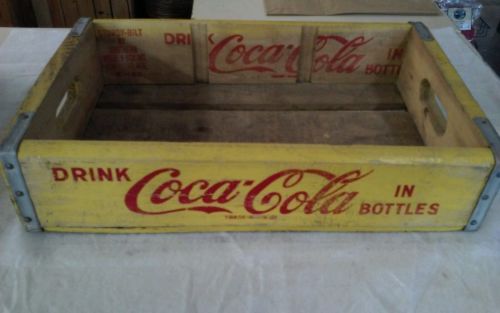 DRINK Coca-Cola IN BOTTLES
DRINK Coca-Cola IN BOTTLES